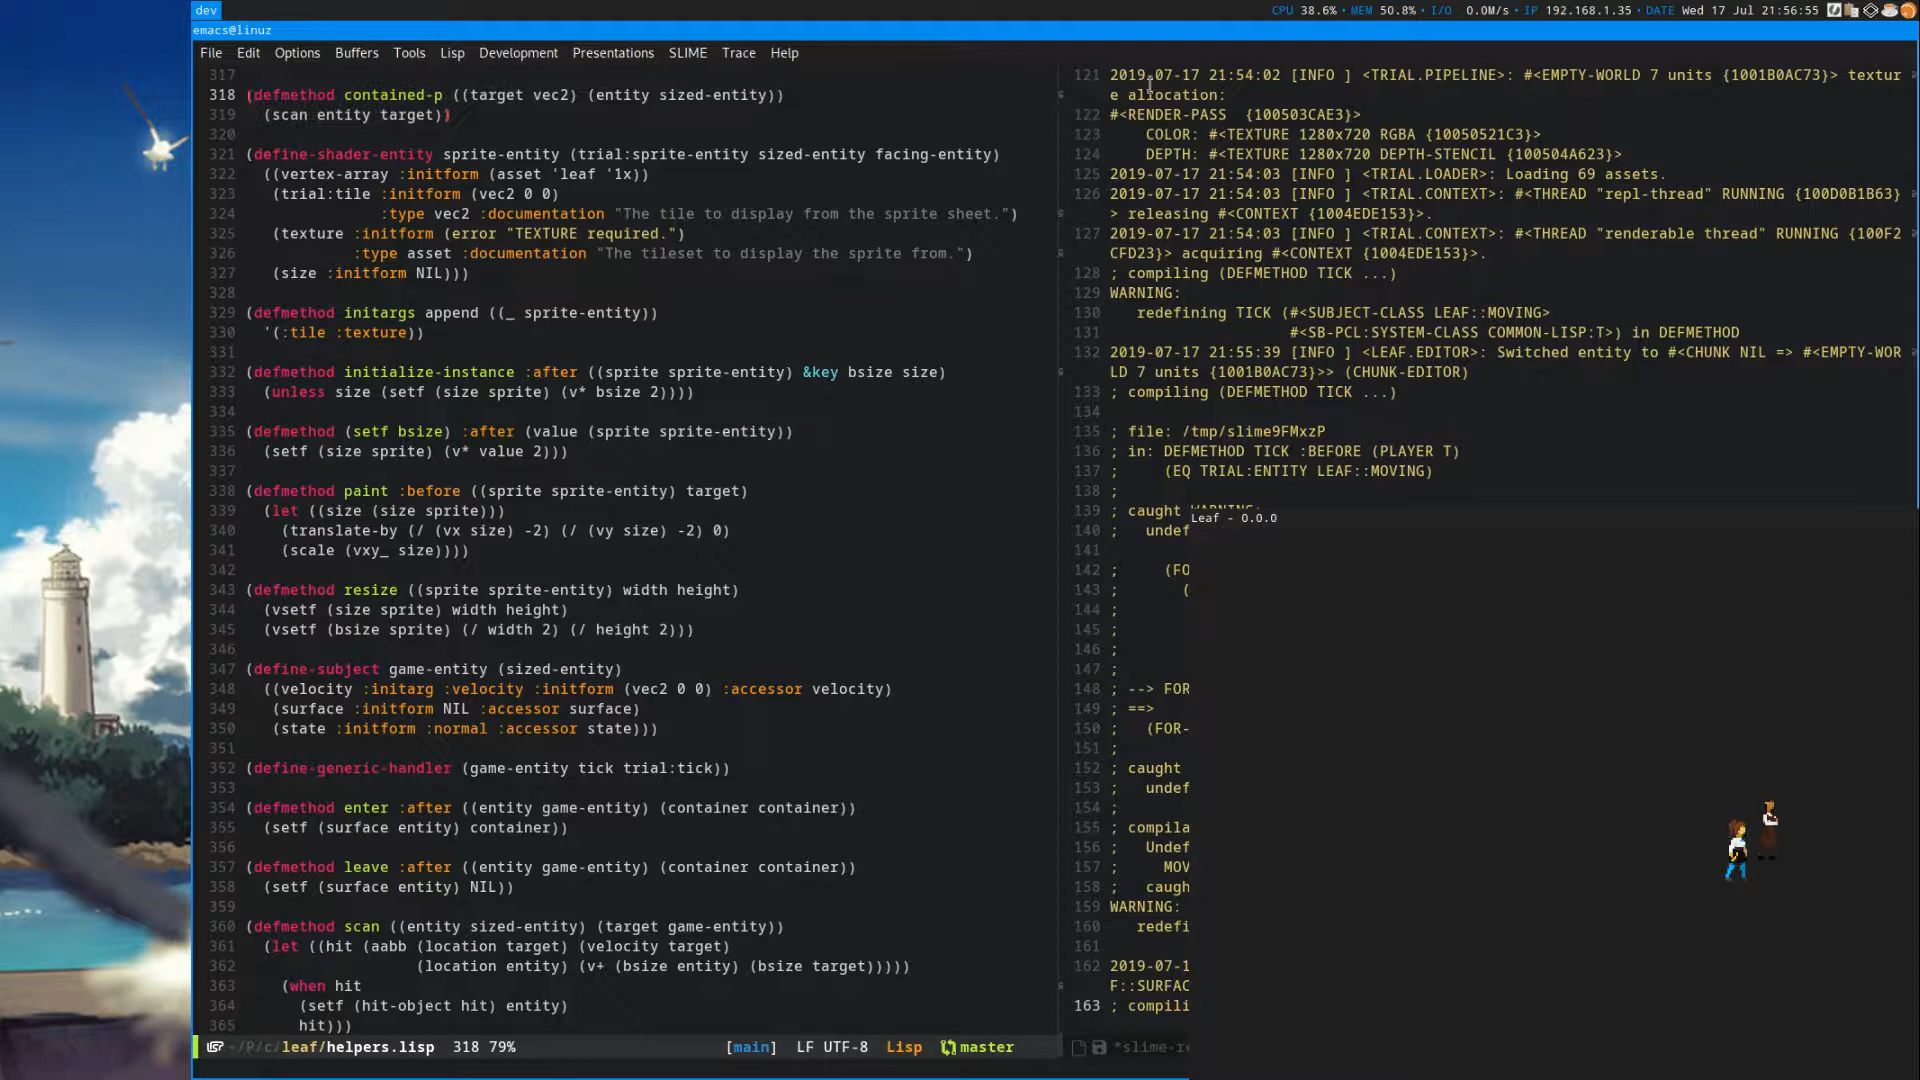 dev
CPU 38.6% • MEM 50.8% • I/O 0.0M/s • IP 192.168.1.35 • DATE Wed 17 Jul 21:56:55
emacs@linuz
File Edit Options Buffers Tools Lisp Development Presentations SLIME Trace Help
317
318 (defmethod contained-p ((target vec2) (entity sized-entity))
319   (scan entity target))
320
321 (define-shader-entity sprite-entity (trial:sprite-entity sized-entity facing-entity)
322   ((vertex-array :initform (asset 'leaf '1x))
323    (trial:tile :initform (vec2 0 0)
324                :type vec2 :documentation "The tile to display from the sprite sheet.")
325    (texture :initform (error "TEXTURE required.")
326             :type asset :documentation "The tileset to display the sprite from.")
327    (size :initform NIL)))
328
329 (defmethod initargs append ((_ sprite-entity))
330   '(:tile :texture))
331
332 (defmethod initialize-instance :after ((sprite sprite-entity) &key bsize size)
333   (unless size (setf (size sprite) (v* bsize 2))))
334
335 (defmethod (setf bsize) :after (value (sprite sprite-entity))
336   (setf (size sprite) (v* value 2)))
337
338 (defmethod paint :before ((sprite sprite-entity) target)
339   (let ((size (size sprite)))
340     (translate-by (/ (vx size) -2) (/ (vy size) -2) 0)
341     (scale (vxy_ size))))
342
343 (defmethod resize ((sprite sprite-entity) width height)
344   (vsetf (size sprite) width height)
345   (vsetf (bsize sprite) (/ width 2) (/ height 2)))
346
347 (define-subject game-entity (sized-entity)
348   ((velocity :initarg :velocity :initform (vec2 0 0) :accessor velocity)
349    (surface :initform NIL :accessor surface)
350    (state :initform :normal :accessor state)))
351
352 (define-generic-handler (game-entity tick trial:tick))
353
354 (defmethod enter :after ((entity game-entity) (container container))
355   (setf (surface entity) container))
356
357 (defmethod leave :after ((entity game-entity) (container container))
358   (setf (surface entity) NIL))
359
360 (defmethod scan ((entity sized-entity) (target game-entity))
361   (let ((hit (aabb (location target) (velocity target)
362                    (location entity) (v+ (bsize entity) (bsize target)))))
363     (when hit
364       (setf (hit-object hit) entity)
365       hit)))
~/P/c/leaf/helpers.lisp 318 79% [main] LF UTF-8 Lisp master
121 2019-07-17 21:54:02 [INFO ] <TRIAL.PIPELINE>: #<EMPTY-WORLD 7 units {1001B0AC73}> textur
e allocation:
122 #<RENDER-PASS  {100503CAE3}>
123     COLOR: #<TEXTURE 1280x720 RGBA {10050521C3}>
124     DEPTH: #<TEXTURE 1280x720 DEPTH-STENCIL {100504A623}>
125 2019-07-17 21:54:03 [INFO ] <TRIAL.LOADER>: Loading 69 assets.
126 2019-07-17 21:54:03 [INFO ] <TRIAL.CONTEXT>: #<THREAD "repl-thread" RUNNING {100D0B1B63}
> releasing #<CONTEXT {1004EDE153}>.
127 2019-07-17 21:54:03 [INFO ] <TRIAL.CONTEXT>: #<THREAD "renderable thread" RUNNING {100F2
CFD23}> acquiring #<CONTEXT {1004EDE153}>.
128 ; compiling (DEFMETHOD TICK ...)
129 WARNING:
130    redefining TICK (#<SUBJECT-CLASS LEAF::MOVING>
131                     #<SB-PCL:SYSTEM-CLASS COMMON-LISP:T>) in DEFMETHOD
132 2019-07-17 21:55:39 [INFO ] <LEAF.EDITOR>: Switched entity to #<CHUNK NIL => #<EMPTY-WOR
LD 7 units {1001B0AC73}>> (CHUNK-EDITOR)
133 ; compiling (DEFMETHOD TICK ...)
134
135 ; file: /tmp/slime9FMxzP
136 ; in: DEFMETHOD TICK :BEFORE (PLAYER T)
137 ;     (EQ TRIAL:ENTITY LEAF::MOVING)
138 ;
139 ; caught WARNING:
Leaf - 0.0.0
140 ;   undef
141
142 ;     (FO
143 ;       (
144 ;
145 ;
146 ;
147 ;
148 ; --> FOR
149 ; ==>
150 ;   (FOR-
151 ;
152 ; caught
153 ;   undef
154 ;
155 ; compila
156 ;   Undef
157 ;     MOV
158 ;   caugh
159 WARNING:
160    redefi
161
162 2019-07-1
F::SURFAC
163 ; compili
*slime-re